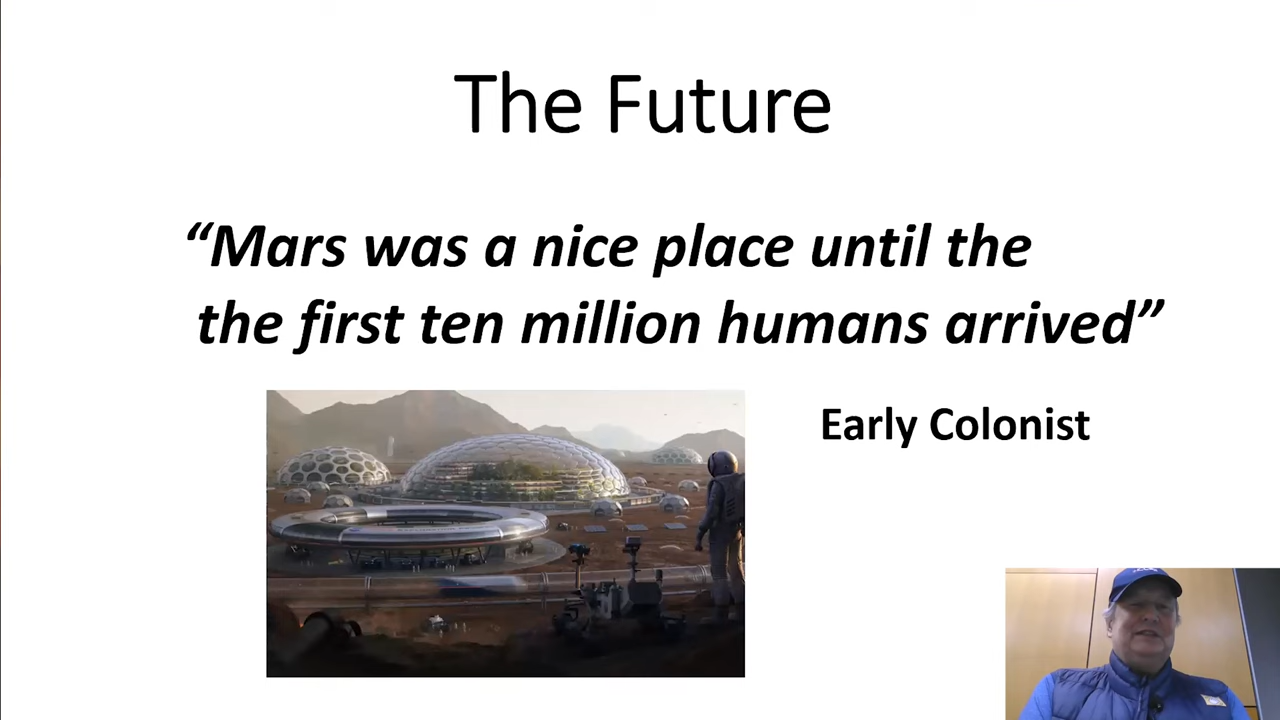 The Future
“Mars was a nice place until the
the first ten million humans arrived”
Early Colonist